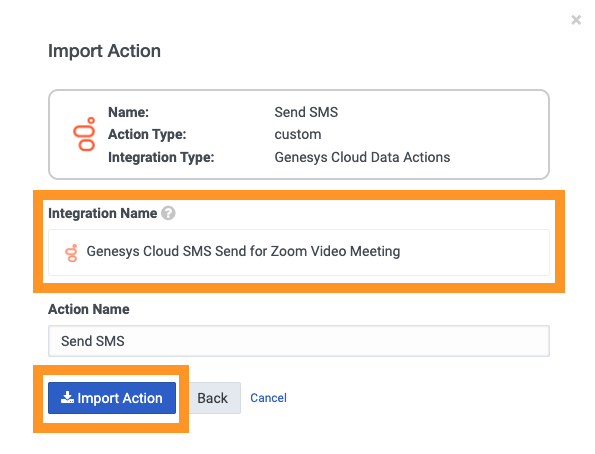 ×
Import Action
Name: Send SMS
Action Type: custom
Integration Type: Genesys Cloud Data Actions
Integration Name ?
Genesys Cloud SMS Send for Zoom Video Meeting
Action Name
Send SMS
Import Action Back Cancel